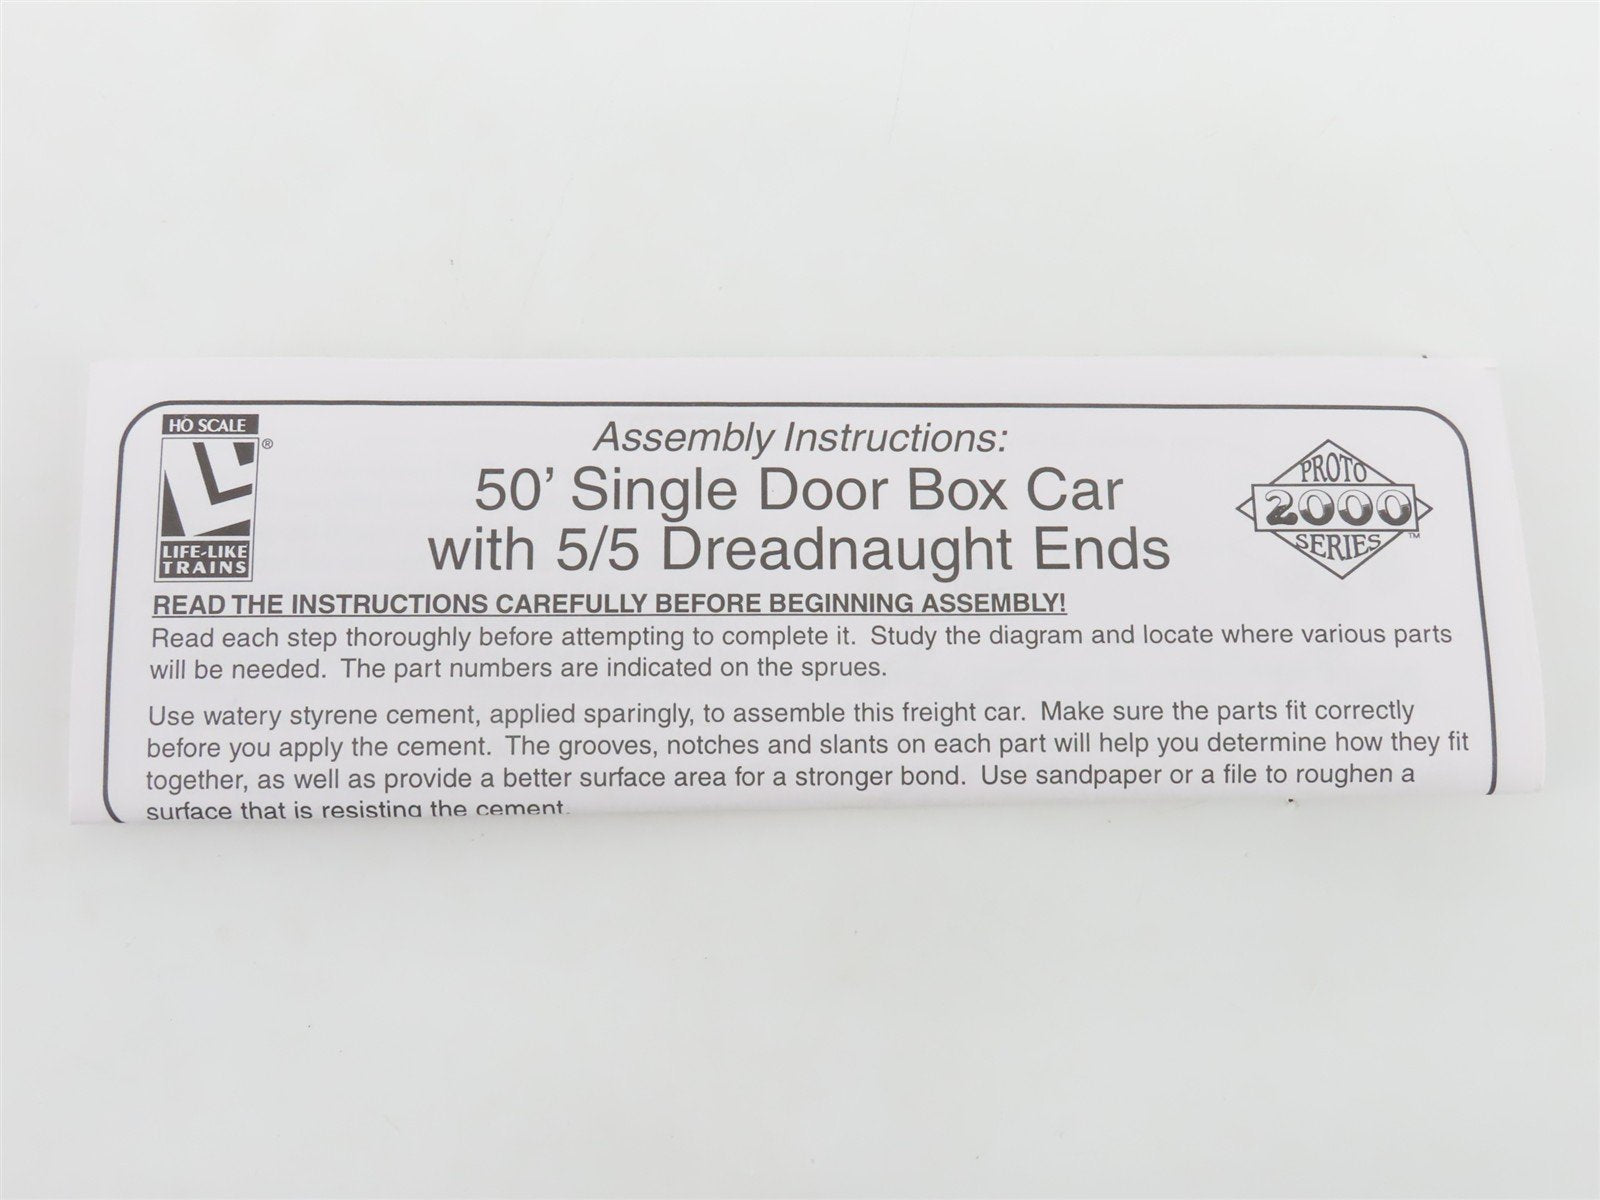 HO SCALE
®
LIFE-LIKE
TRAINS
Assembly Instructions:
50' Single Door Box Car
with 5/5 Dreadnaught Ends
PROTO
2000
SERIES
™
READ THE INSTRUCTIONS CAREFULLY BEFORE BEGINNING ASSEMBLY!
Read each step thoroughly before attempting to complete it. Study the diagram and locate where various parts
will be needed. The part numbers are indicated on the sprues.
Use watery styrene cement, applied sparingly, to assemble this freight car. Make sure the parts fit correctly
before you apply the cement. The grooves, notches and slants on each part will help you determine how they fit
together, as well as provide a better surface area for a stronger bond. Use sandpaper or a file to roughen a
surface that is resisting the cement.